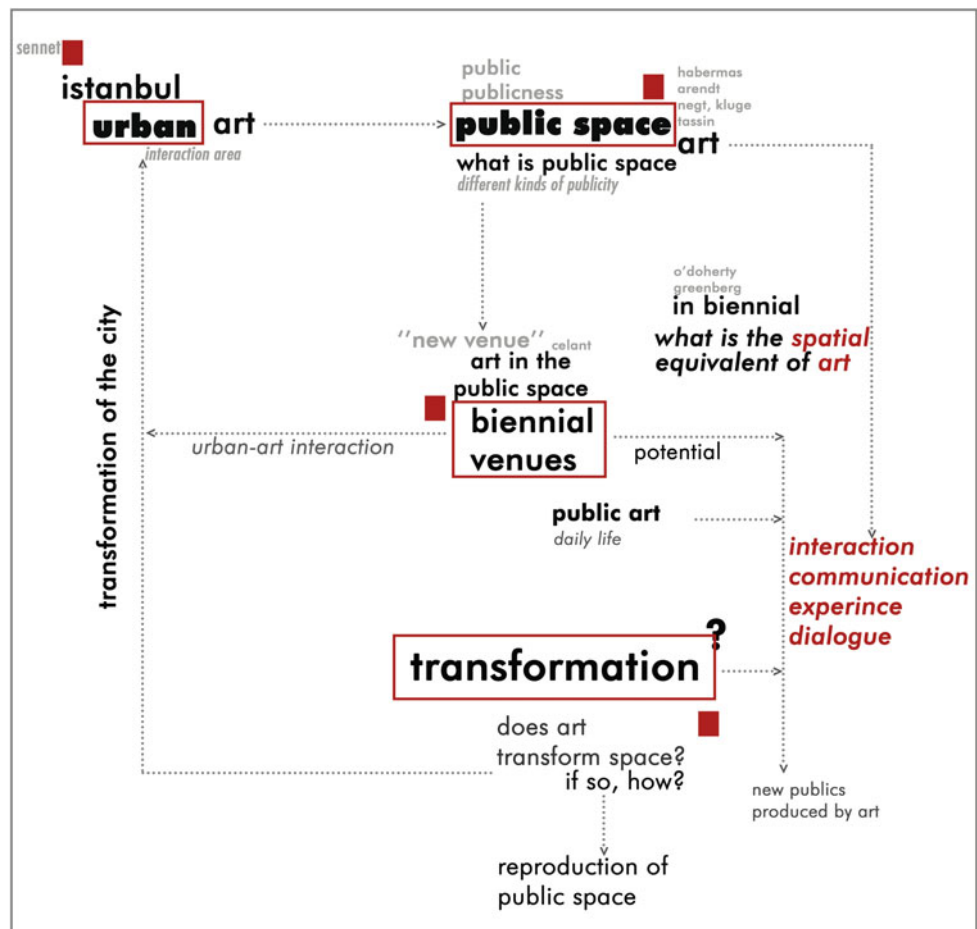 sennet
istanbul
urban art
interaction area
public
publicness
public space
habermas
arendt
negt, kluge
tassin
art
what is public space
different kinds of publicity
o'doherty
greenberg
in biennial
what is the spatial
equivalent of art
"new venue" celant
art in the
public space
biennial
venues
urban-art interaction
potential
transformation of the city
public art
daily life
interaction
communication
experince
dialogue
transformation ?
does art
transform space?
if so, how?
new publics
produced by art
reproduction of
public space